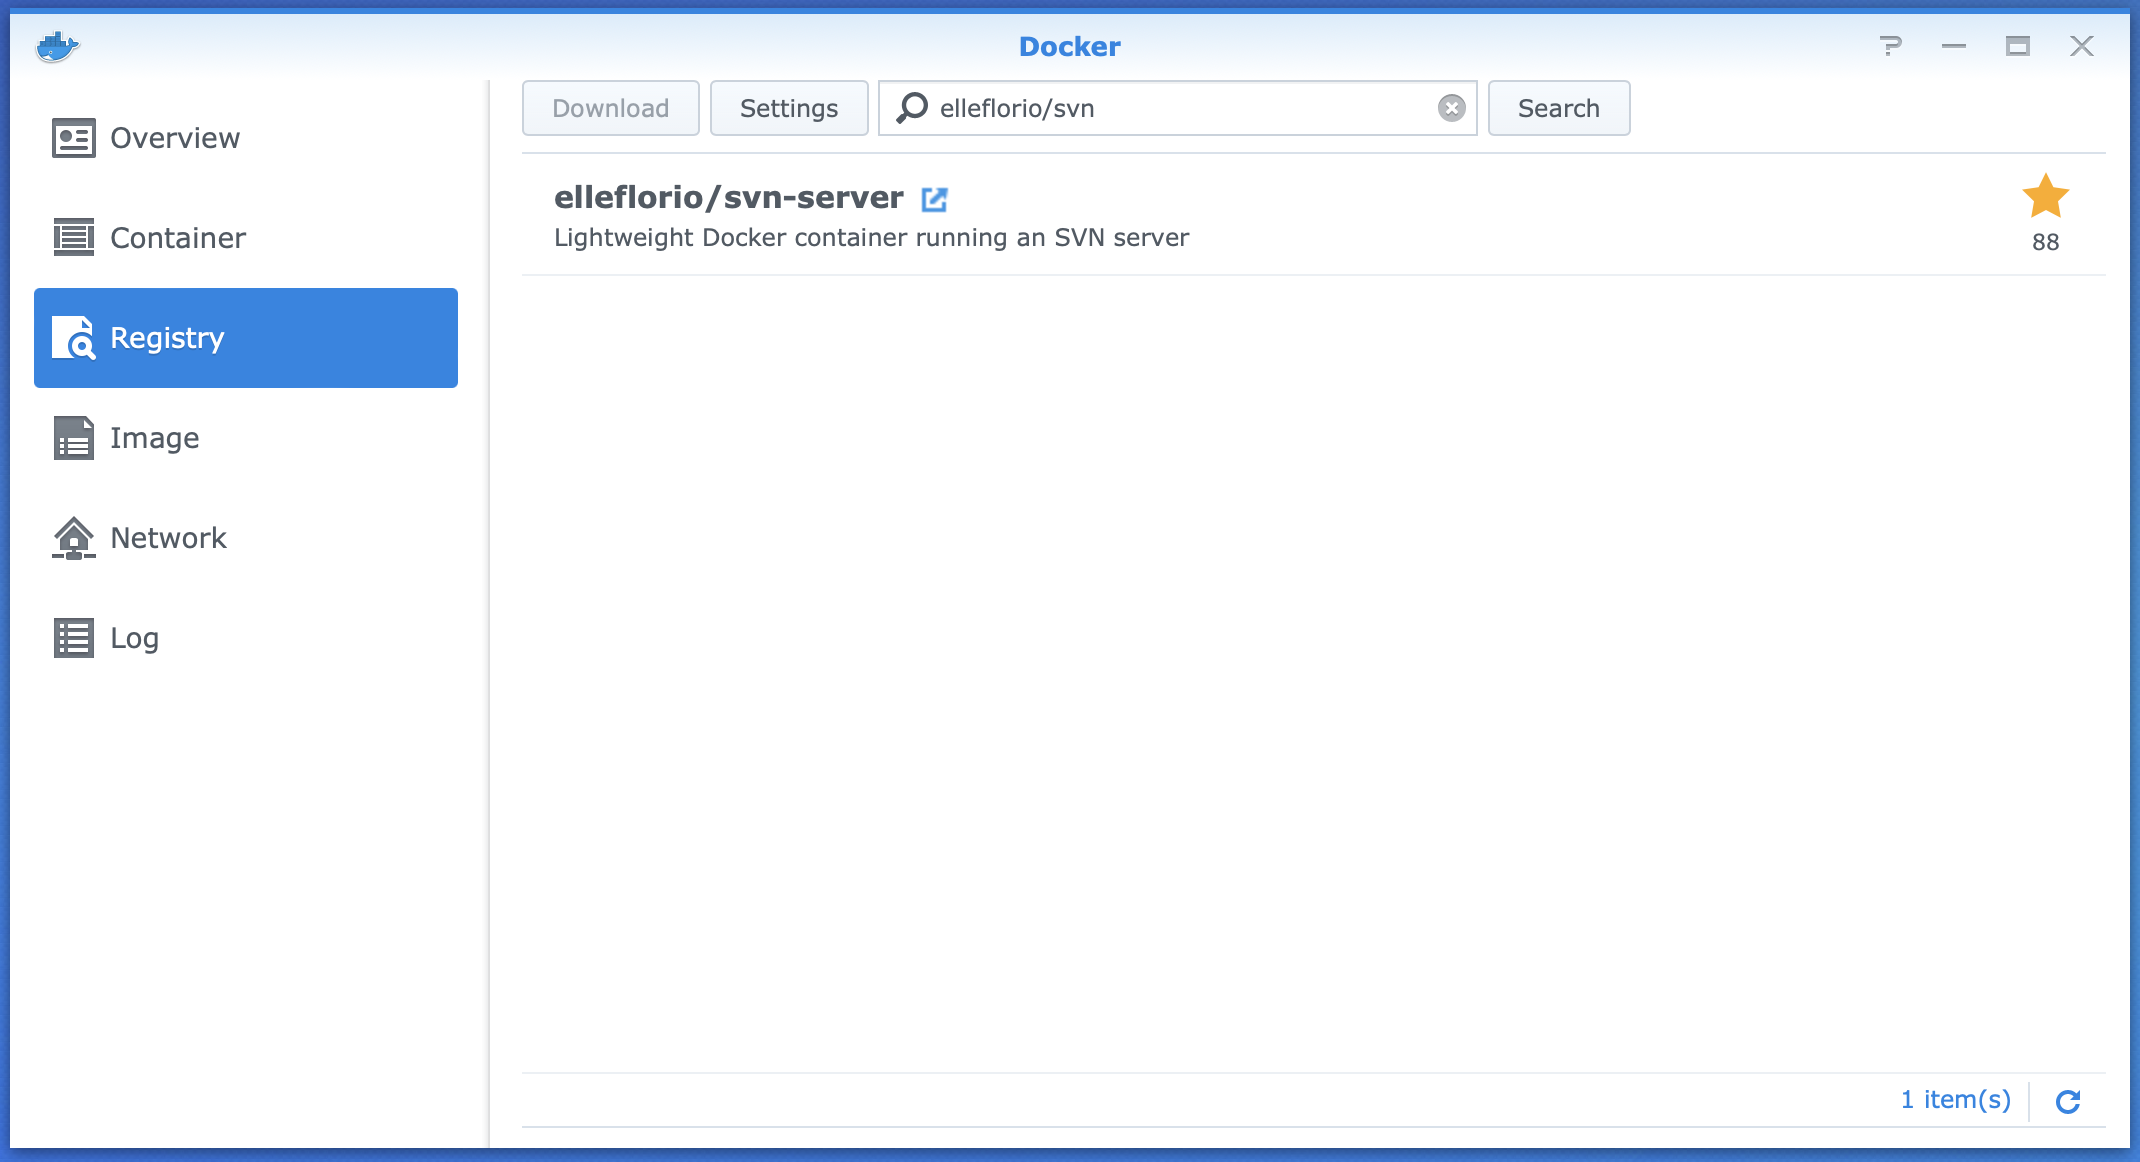 Docker
Overview
Container
Registry
Image
Network
Log
Download Settings elleflorio/svn Search
elleflorio/svn-server
Lightweight Docker container running an SVN server
88
1 item(s)